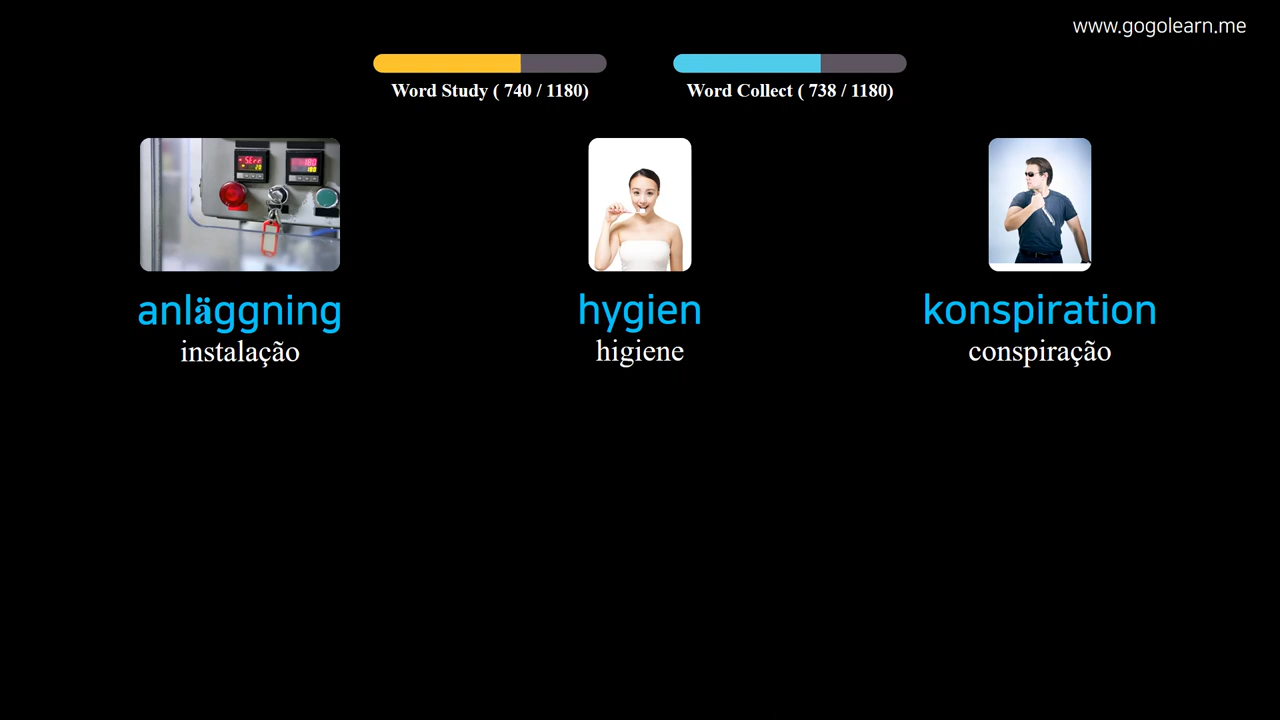 www.gogolearn.me
Word Study ( 740 / 1180)
Word Collect ( 738 / 1180)
anläggning
instalação
hygien
higiene
konspiration
conspiração